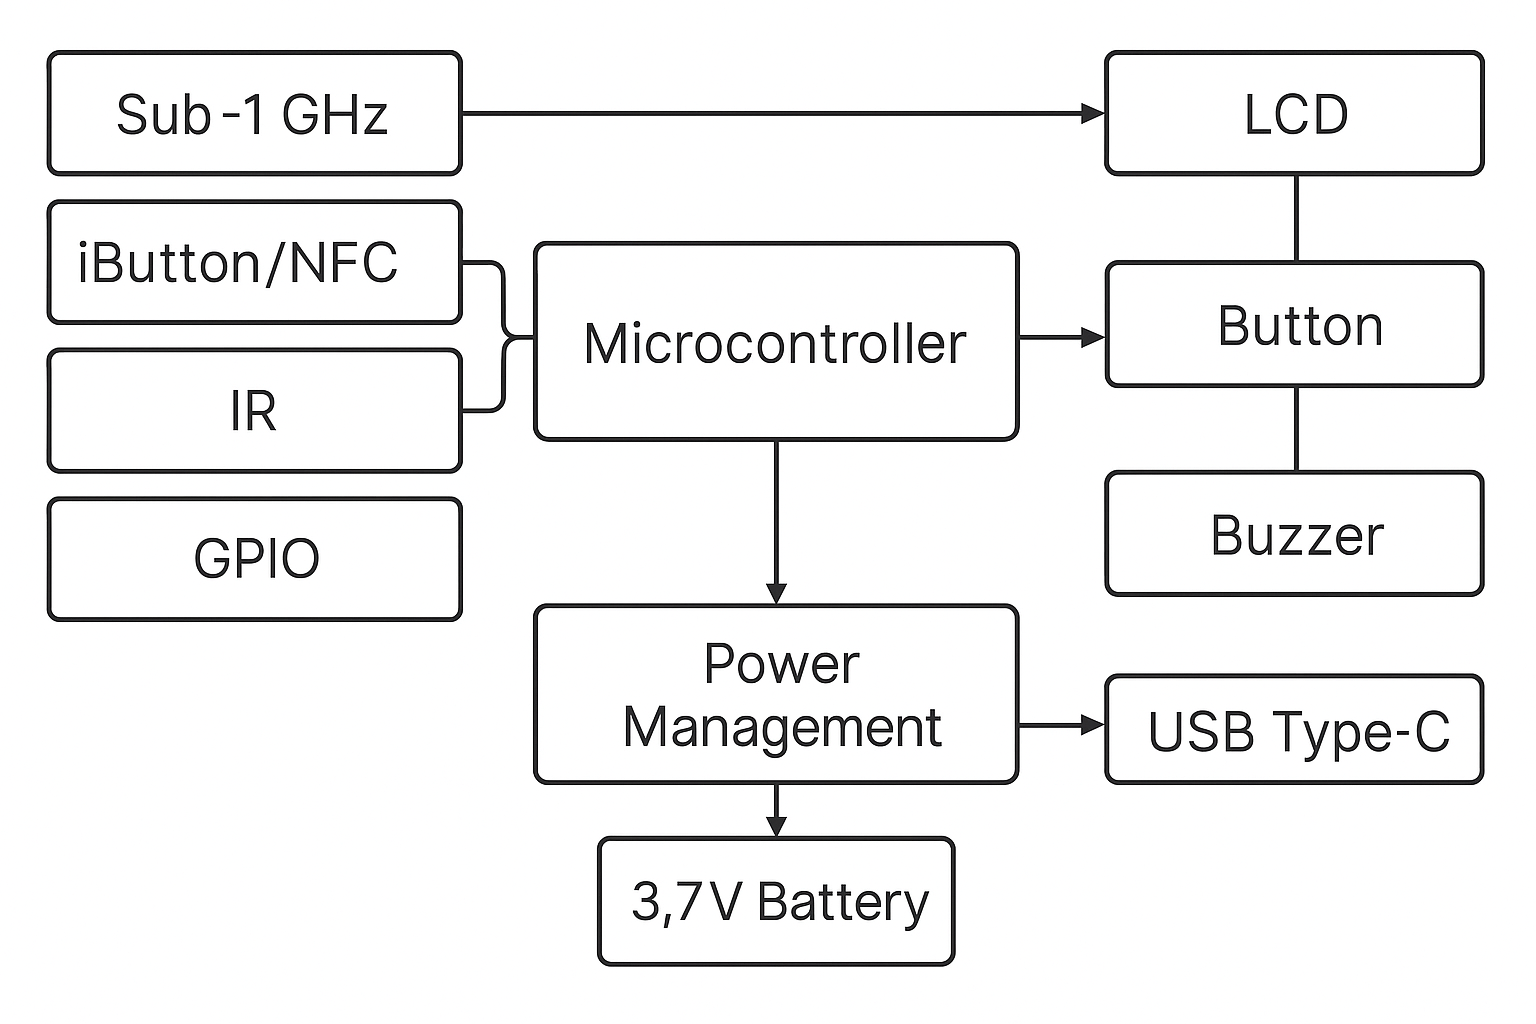 Sub-1 GHz
LCD
iButton/NFC
Microcontroller
Button
IR
GPIO
Buzzer
Power
Management
USB Type-C
3,7V Battery